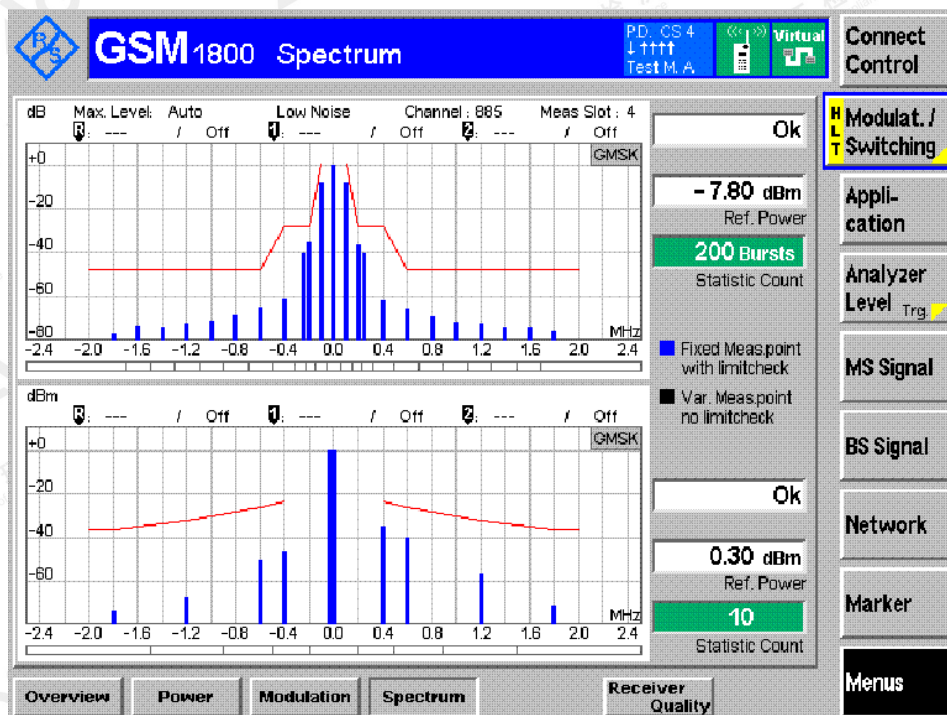 R&S
GSM 1800 Spectrum
P.D. CS 4
↓↑↑↑↑
Test M. A.
Virtual
Connect
Control
dB Max. Level: Auto Low Noise Channel : 885 Meas Slot : 4
R: --- / Off 1: --- / Off 2: --- / Off
GMSK
+0
-20
-40
-60
-80
MHz
-2.4 -2.0 -1.6 -1.2 -0.8 -0.4 0.0 0.4 0.8 1.2 1.6 2.0 2.4
Ok
- 7.80 dBm
Ref. Power
200 Bursts
Statistic Count
Fixed Meas.point
with limitcheck
Var. Meas.point
no limitcheck
dBm
R: --- / Off 1: --- / Off 2: --- / Off
GMSK
+0
-20
-40
-60
MHz
-2.4 -2.0 -1.6 -1.2 -0.8 -0.4 0.0 0.4 0.8 1.2 1.6 2.0 2.4
Ok
0.30 dBm
Ref. Power
10
Statistic Count
HLT
Modulat. /
Switching
Appli-
cation
Analyzer
Level Trg.
MS Signal
BS Signal
Network
Marker
Menus
Overview Power Modulation Spectrum Receiver
Quality